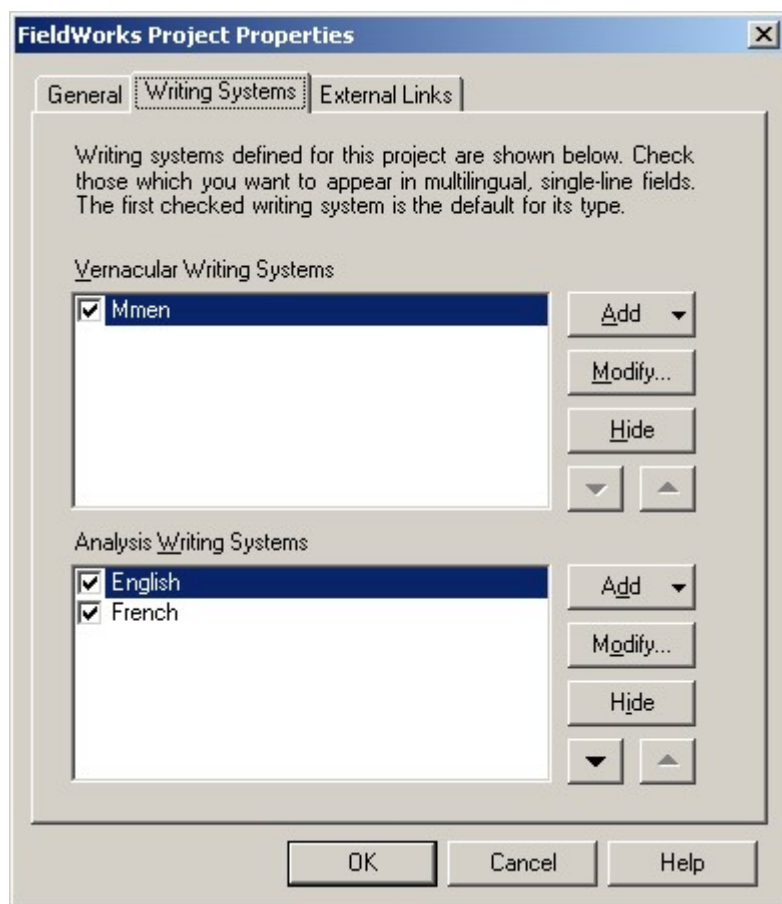 FieldWorks Project Properties
General Writing Systems External Links
Writing systems defined for this project are shown below. Check
those which you want to appear in multilingual, single-line fields.
The first checked writing system is the default for its type.
Vernacular Writing Systems
Mmen
Add
Modify...
Hide
Analysis Writing Systems
English
French
Add
Modify...
Hide
OK Cancel Help